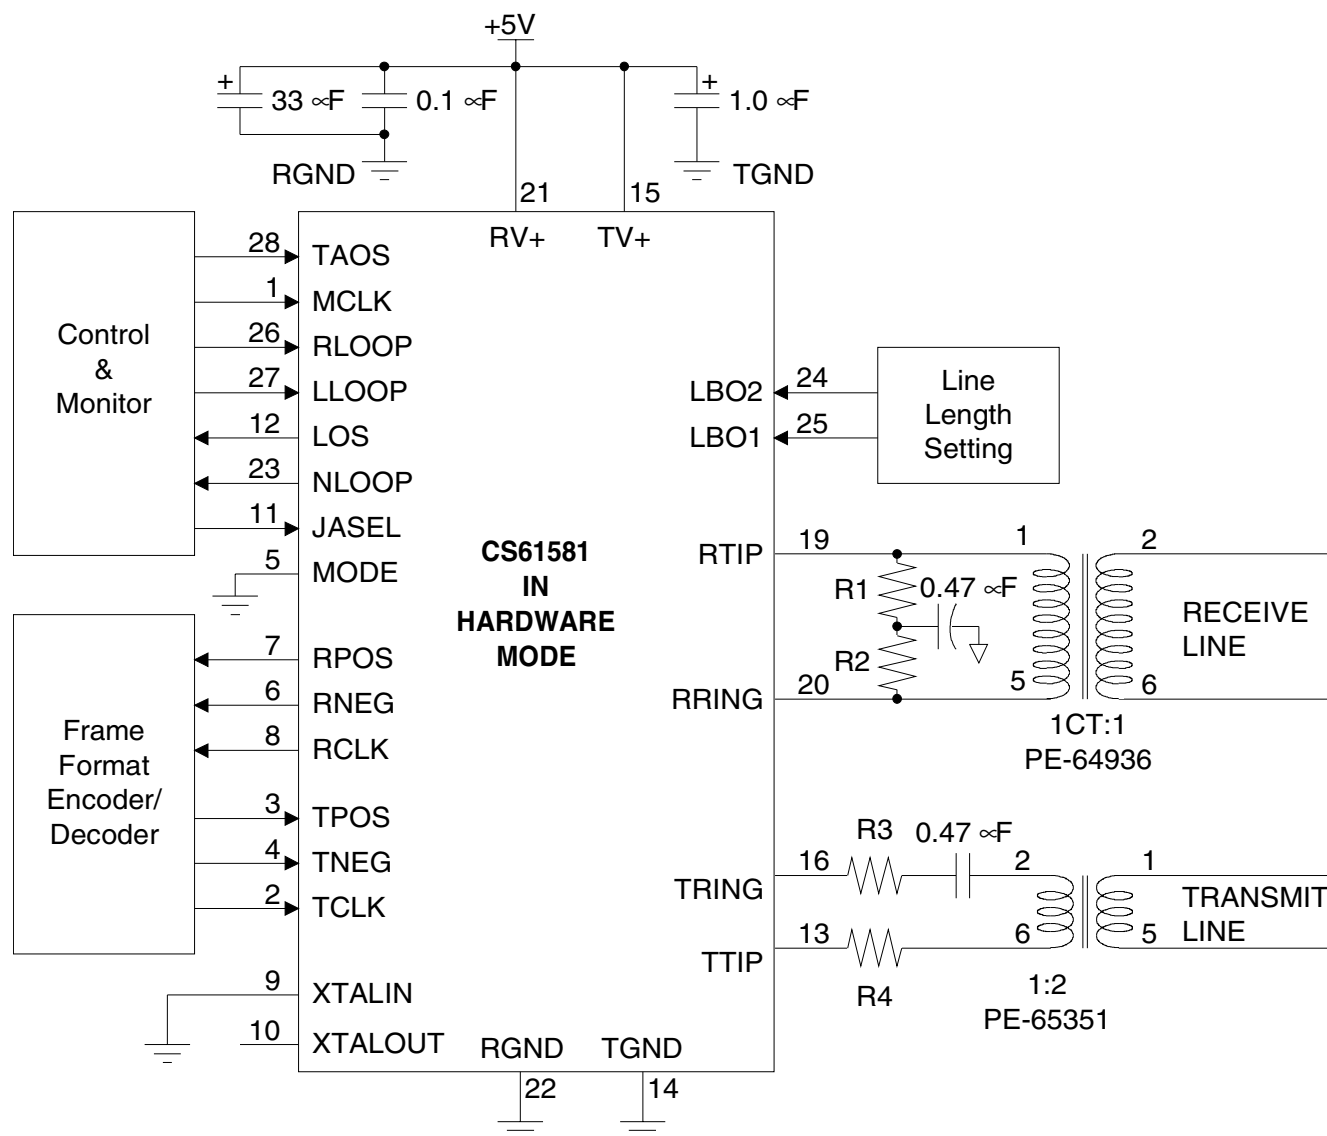 +5V
+
33 ∝F
0.1 ∝F
+
1.0 ∝F
RGND
TGND
21
15
RV+
TV+
Control
&
Monitor
28
TAOS
1
MCLK
26
RLOOP
27
LLOOP
12
LOS
23
NLOOP
11
JASEL
5
MODE
Frame
Format
Encoder/
Decoder
7
RPOS
6
RNEG
8
RCLK
3
TPOS
4
TNEG
2
TCLK
9
XTALIN
10
XTALOUT
CS61581
IN
HARDWARE
MODE
RGND
TGND
22
14
LBO2
24
LBO1
25
Line
Length
Setting
RTIP
19
R1
0.47 ∝F
R2
RRING
20
1
2
5
6
RECEIVE
LINE
1CT:1
PE-64936
TRING
16
R3
0.47 ∝F
2
1
TTIP
13
R4
6
5
TRANSMIT
LINE
1:2
PE-65351